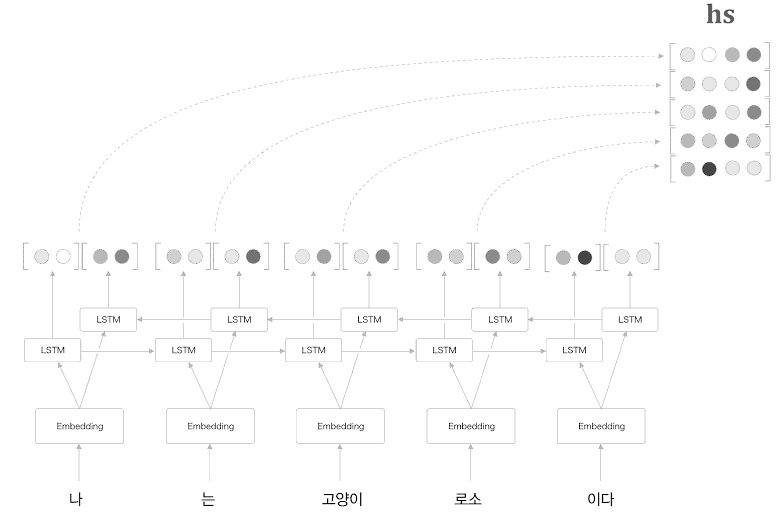 hs
LSTM LSTM LSTM LSTM LSTM
LSTM LSTM LSTM LSTM LSTM
Embedding Embedding Embedding Embedding Embedding
나 는 고양이 로소 이다